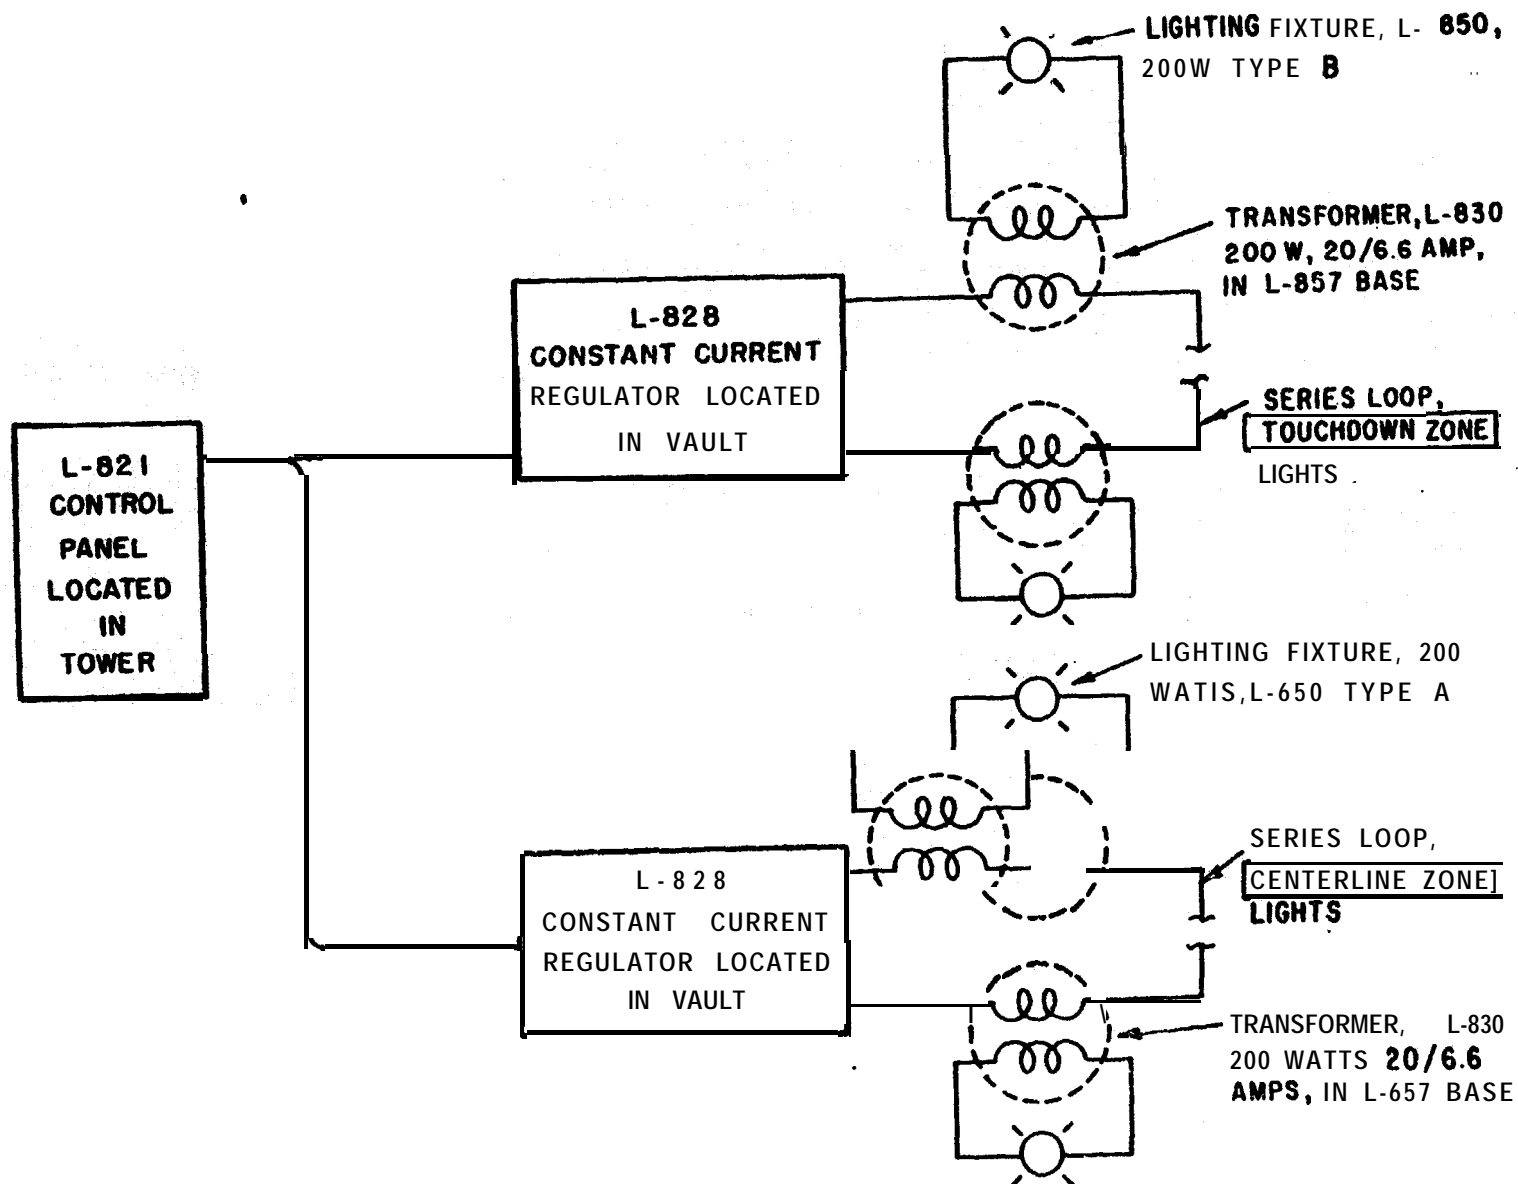 LIGHTING FIXTURE, L- 850,
200W TYPE B
TRANSFORMER,L-830
200 W, 20/6.6 AMP,
IN L-857 BASE
L-828
CONSTANT CURRENT
REGULATOR LOCATED
IN VAULT
SERIES LOOP,
TOUCHDOWN ZONE
LIGHTS
L-821
CONTROL
PANEL
LOCATED
IN
TOWER
LIGHTING FIXTURE, 200
WATIS,L-650 TYPE A
SERIES LOOP,
CENTERLINE ZONE]
LIGHTS
L-828
CONSTANT CURRENT
REGULATOR LOCATED
IN VAULT
TRANSFORMER, L-830
200 WATTS 20/6.6
AMPS, IN L-657 BASE